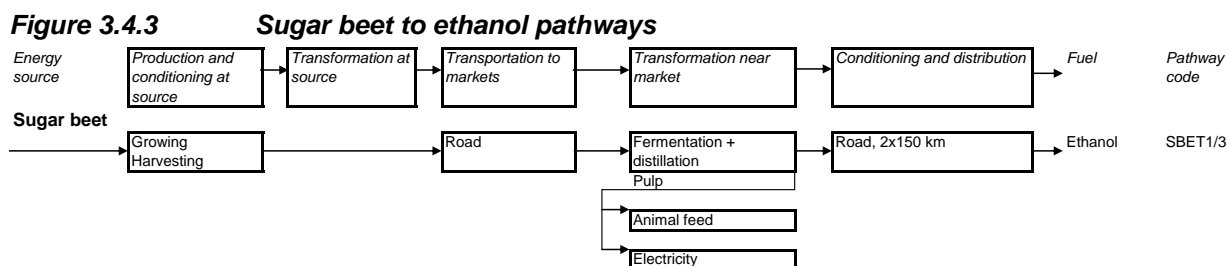 Figure 3.4.3 Sugar beet to ethanol pathways
Energy source
Production and conditioning at source
Transformation at source
Transportation to markets
Transformation near market
Conditioning and distribution
Fuel
Pathway code
Sugar beet
Growing
Harvesting
Road
Fermentation + distillation
Road, 2x150 km
Ethanol
SBET1/3
Pulp
Animal feed
Electricity